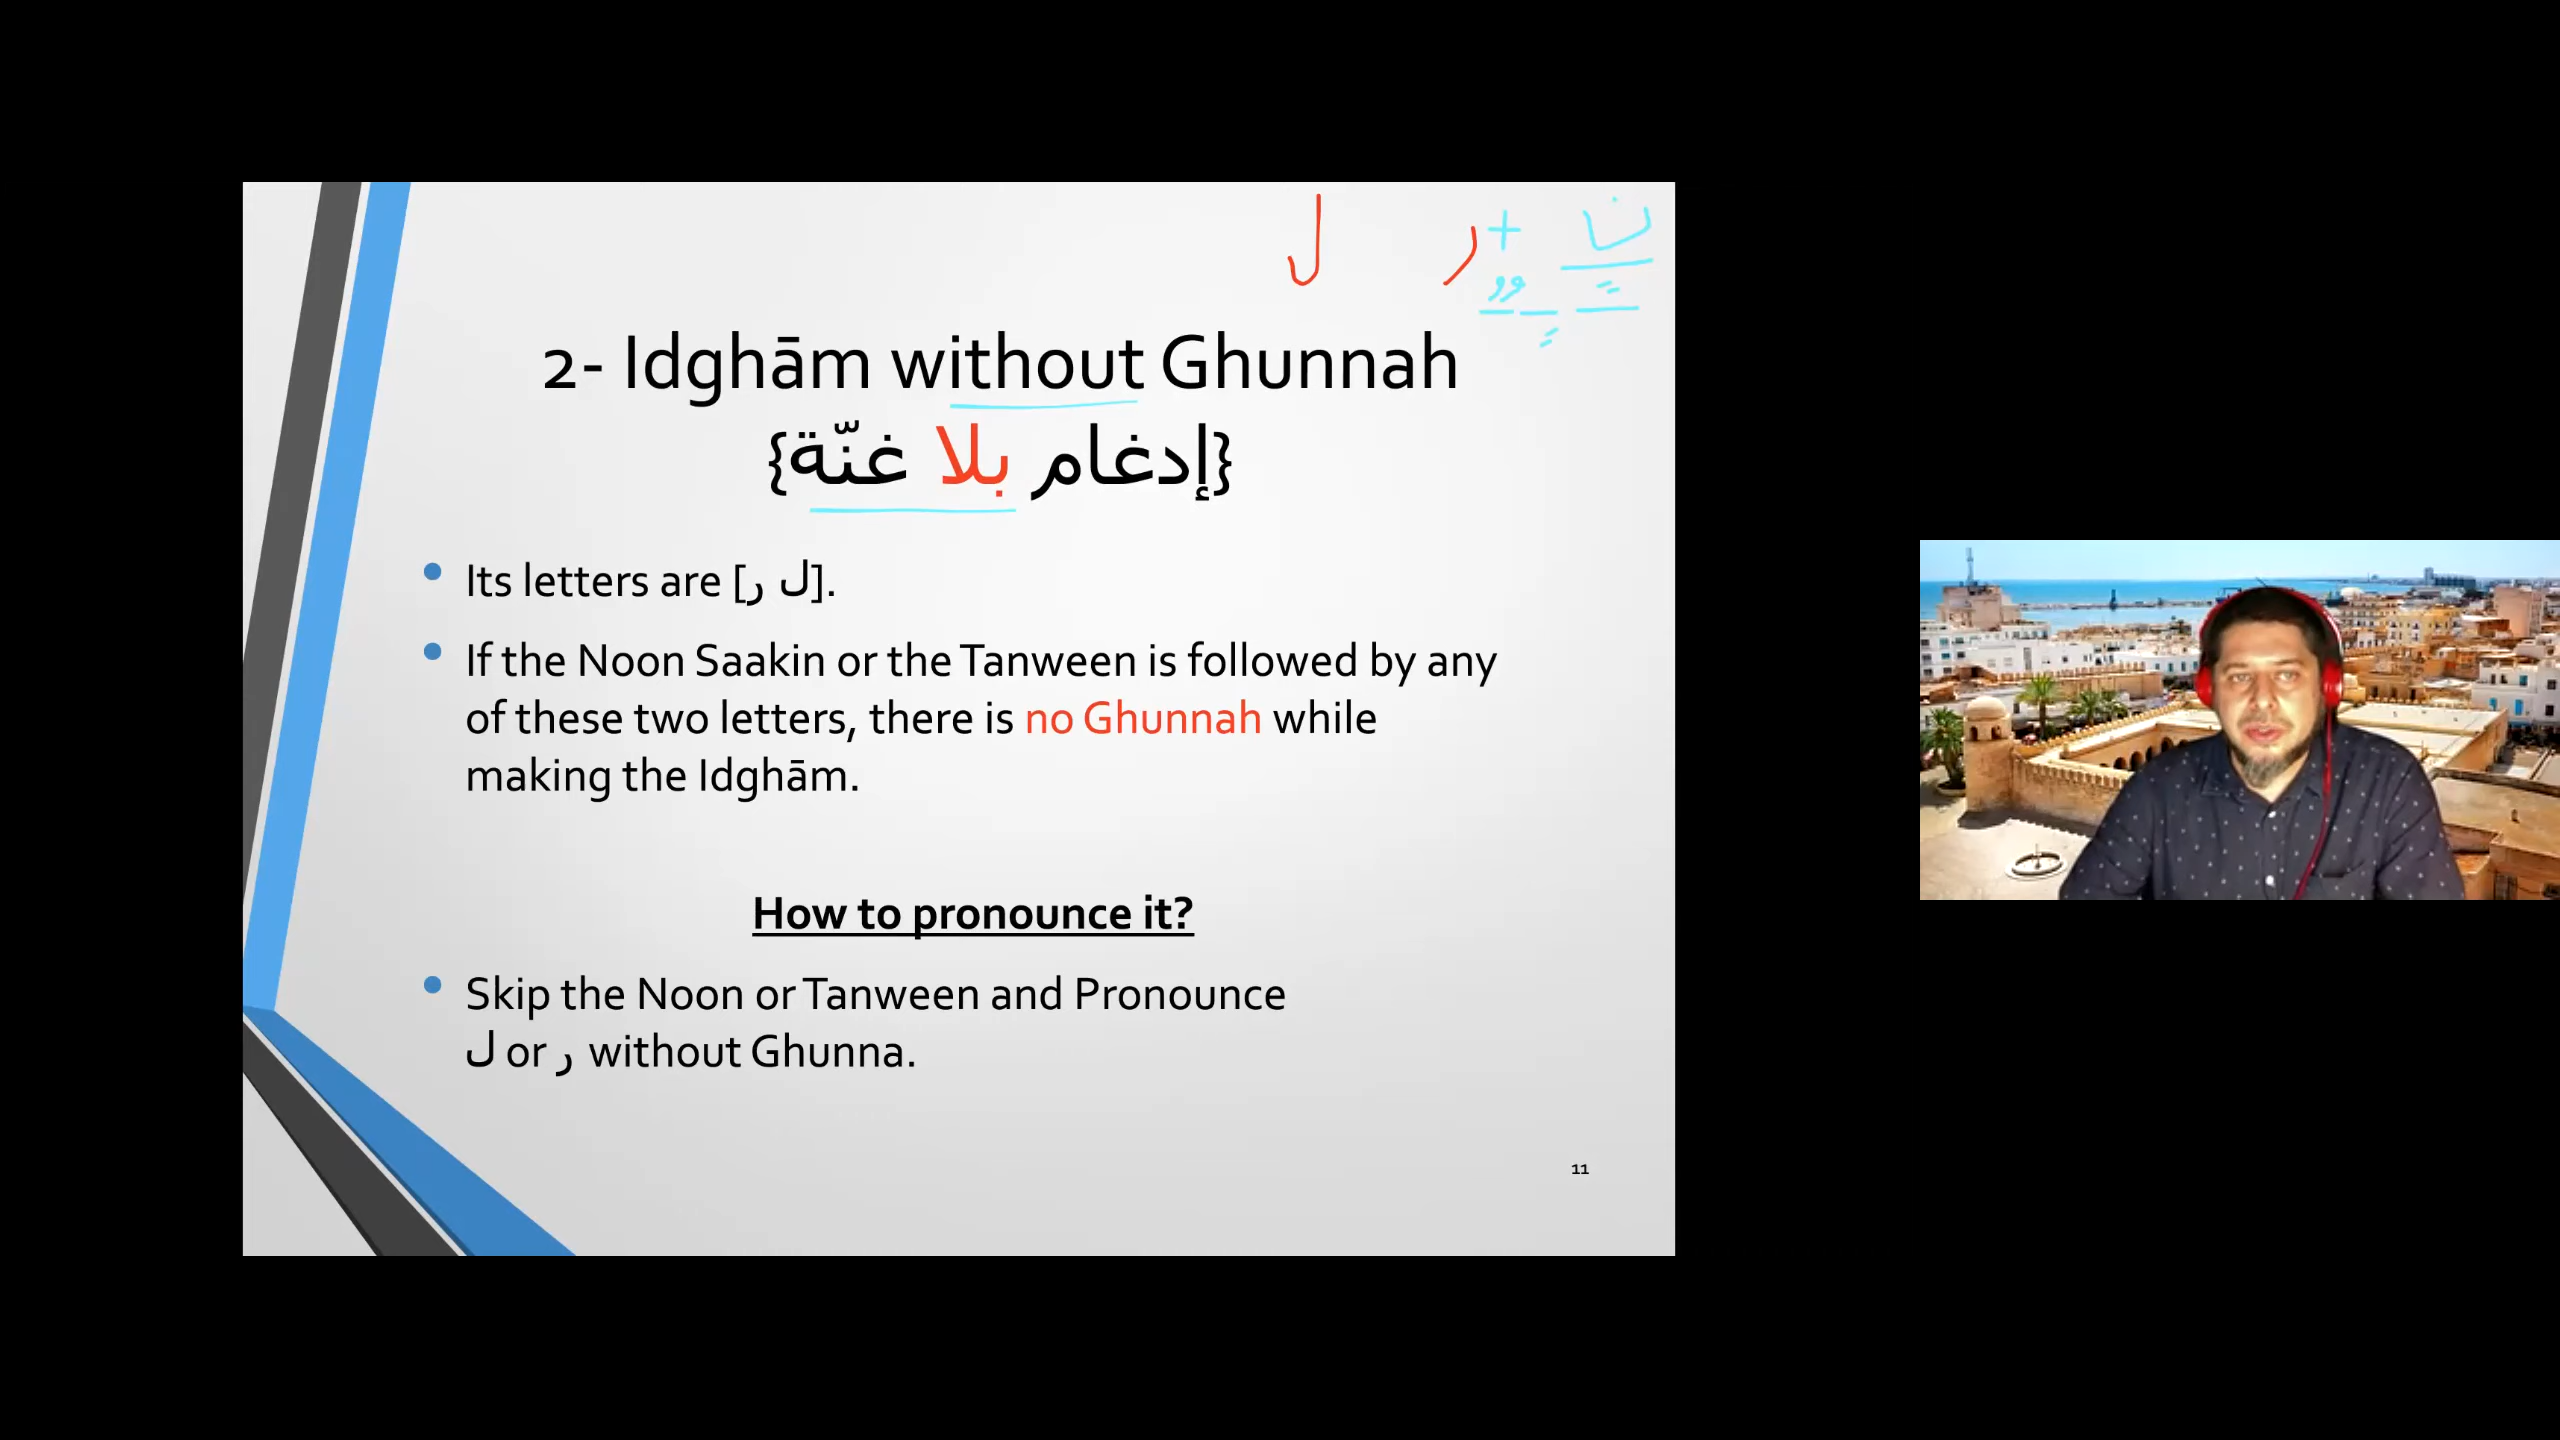 ن + ر ل
2- Idghām without Ghunnah
{إدغام بلا غنّة}
Its letters are [ل ر].
If the Noon Saakin or the Tanween is followed by any
of these two letters, there is no Ghunnah while
making the Idghām.
How to pronounce it?
Skip the Noon or Tanween and Pronounce
ل or ر without Ghunna.
11